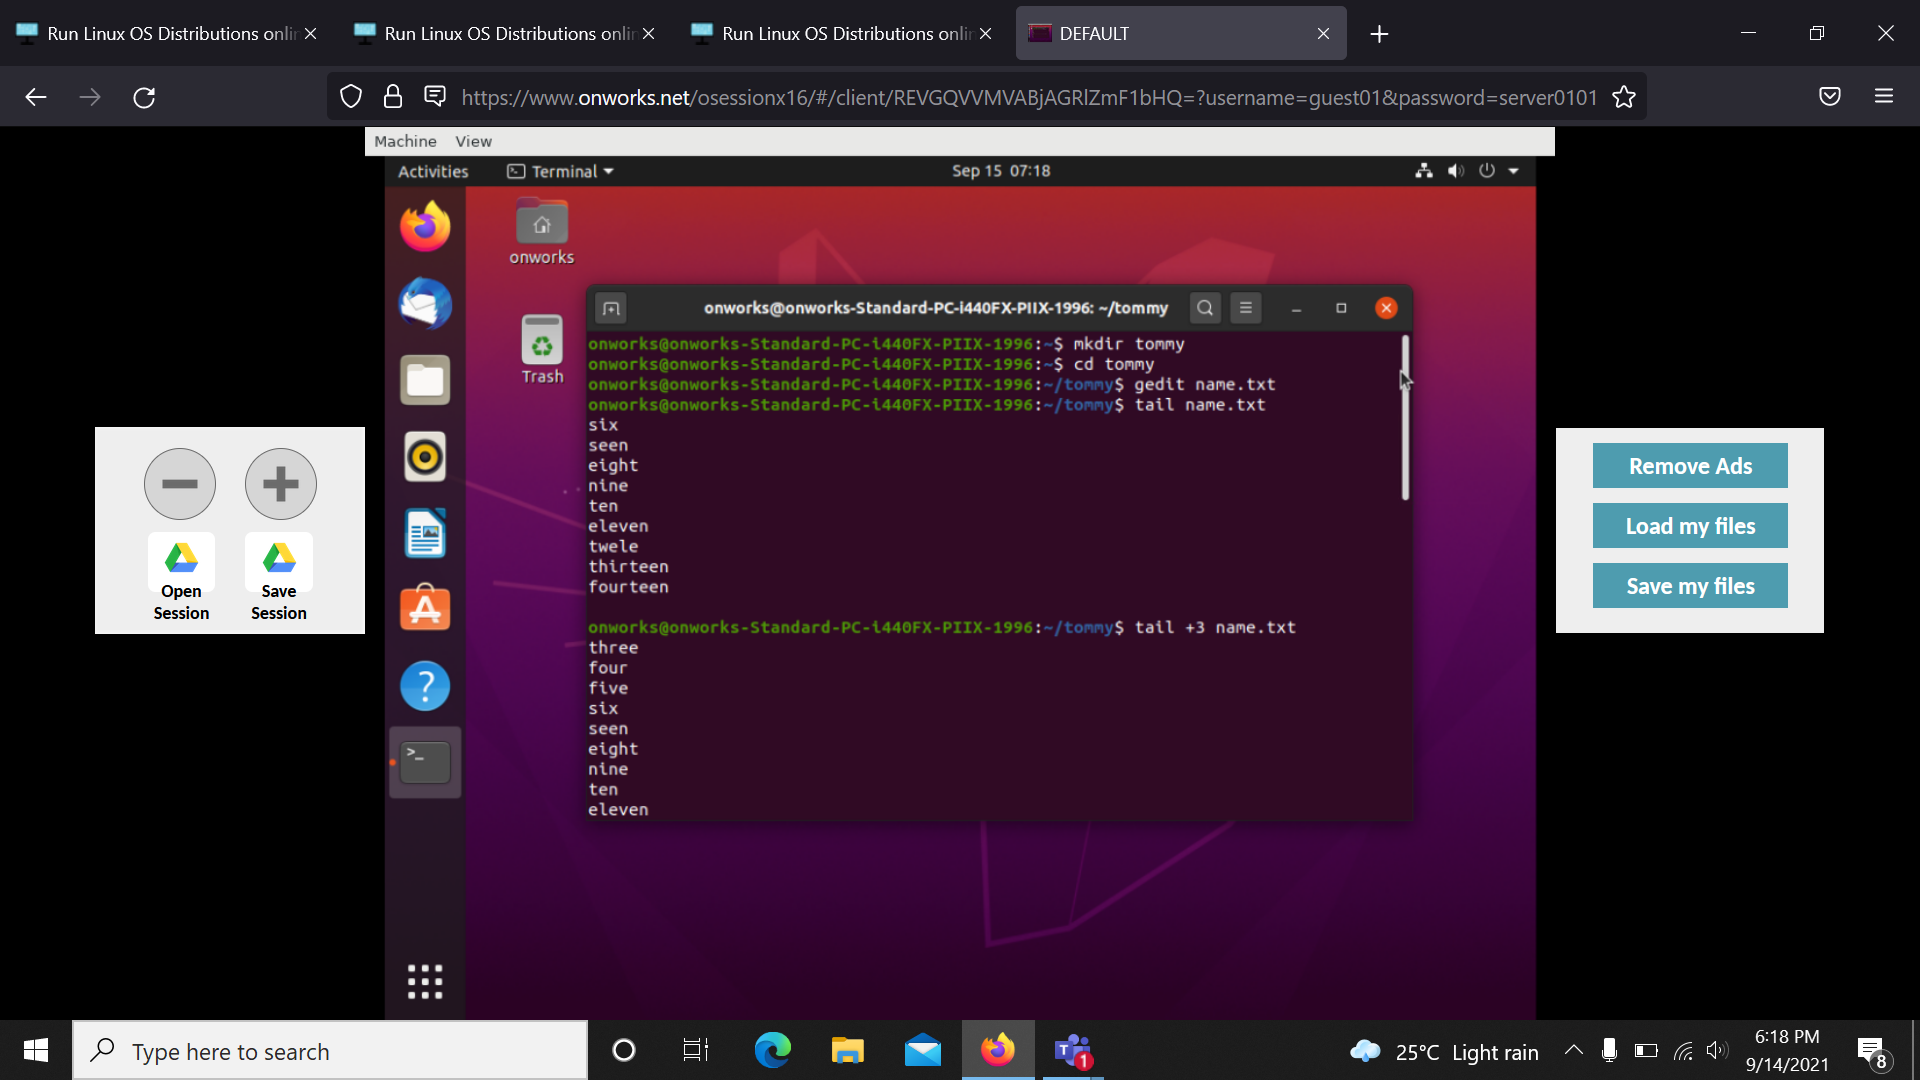 Run Linux OS Distributions onlin
Run Linux OS Distributions onlin
Run Linux OS Distributions onlin
DEFAULT
https://www.onworks.net/osessionx16/#/client/REVGQVVMVABjAGRlZmF1bHQ=?username=guest01&password=server0101
Machine View
Activities Terminal Sep 15 07:18
onworks
Trash
onworks@onworks-Standard-PC-i440FX-PIIX-1996: ~/tommy
onworks@onworks-Standard-PC-i440FX-PIIX-1996:~$ mkdir tommy
onworks@onworks-Standard-PC-i440FX-PIIX-1996:~$ cd tommy
onworks@onworks-Standard-PC-i440FX-PIIX-1996:~/tommy$ gedit name.txt
onworks@onworks-Standard-PC-i440FX-PIIX-1996:~/tommy$ tail name.txt
six
seen
eight
nine
ten
eleven
twele
thirteen
fourteen
onworks@onworks-Standard-PC-i440FX-PIIX-1996:~/tommy$ tail +3 name.txt
three
four
five
six
seen
eight
nine
ten
eleven
Open
Session
Save
Session
Remove Ads
Load my files
Save my files
Type here to search
1
25°C Light rain
6:18 PM
9/14/2021
8